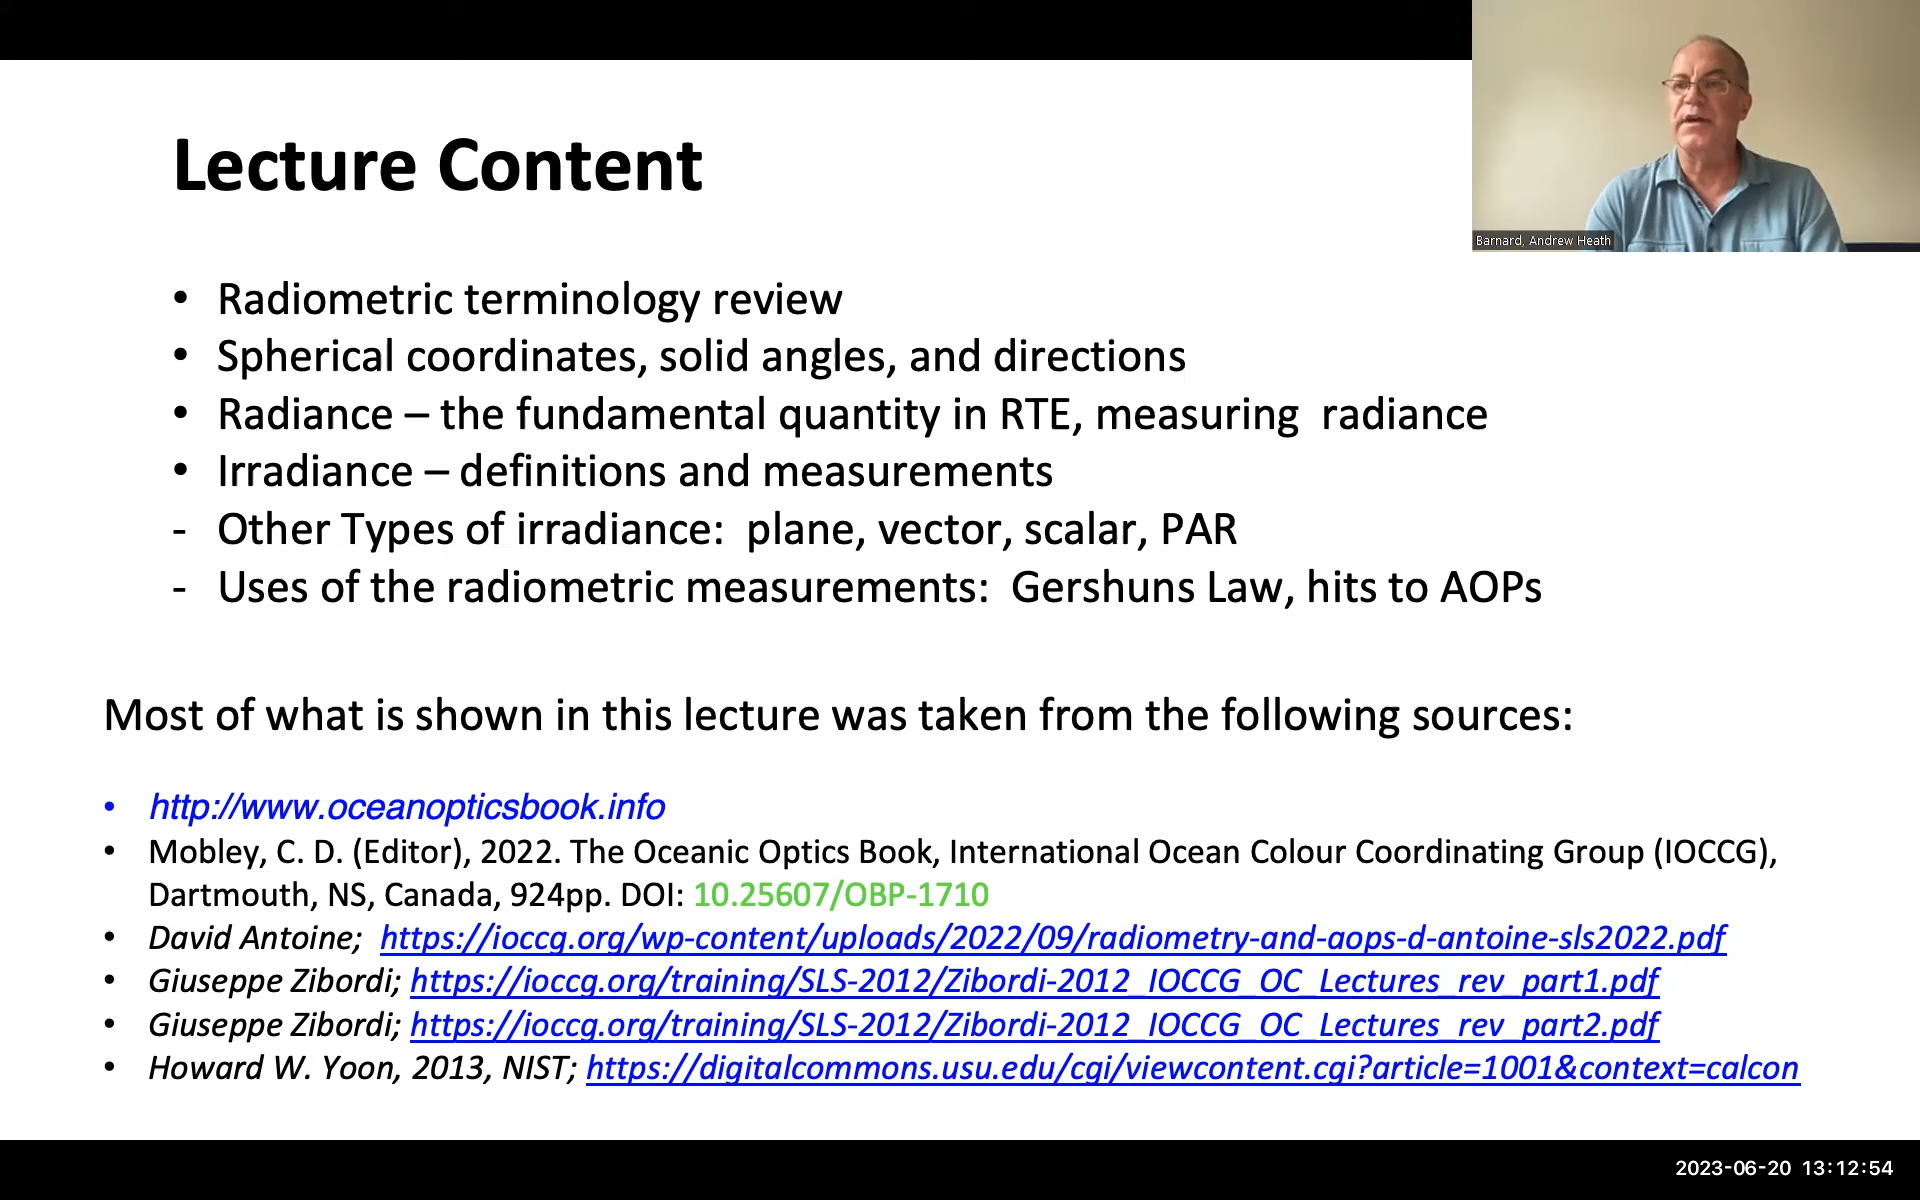 Lecture Content
Barnard, Andrew Heath
• Radiometric terminology review
• Spherical coordinates, solid angles, and directions
• Radiance – the fundamental quantity in RTE, measuring  radiance
• Irradiance – definitions and measurements
- Other Types of irradiance:  plane, vector, scalar, PAR
- Uses of the radiometric measurements:  Gershuns Law, hits to AOPs
Most of what is shown in this lecture was taken from the following sources:
• http://www.oceanopticsbook.info
• Mobley, C. D. (Editor), 2022. The Oceanic Optics Book, International Ocean Colour Coordinating Group (IOCCG),
Dartmouth, NS, Canada, 924pp. DOI: 10.25607/OBP-1710
• David Antoine;  https://ioccg.org/wp-content/uploads/2022/09/radiometry-and-aops-d-antoine-sls2022.pdf
• Giuseppe Zibordi; https://ioccg.org/training/SLS-2012/Zibordi-2012_IOCCG_OC_Lectures_rev_part1.pdf
• Giuseppe Zibordi; https://ioccg.org/training/SLS-2012/Zibordi-2012_IOCCG_OC_Lectures_rev_part2.pdf
• Howard W. Yoon, 2013, NIST; https://digitalcommons.usu.edu/cgi/viewcontent.cgi?article=1001&context=calcon
2023-06-20 13:12:54